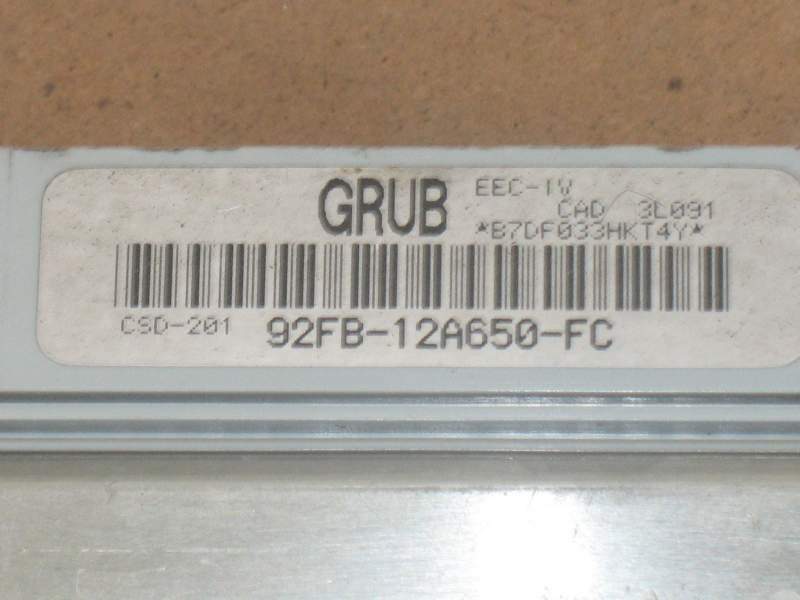 GRUB EEC-IV
CAD 3L091
*B7DF033HKT4Y*
CSD-201 92FB-12A650-FC